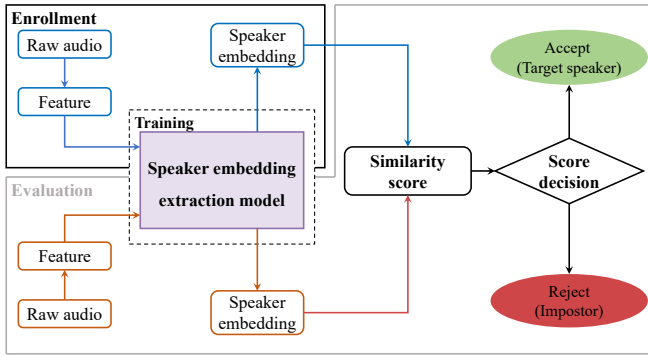 Enrollment
Raw audio
Feature
Speaker
embedding
Training
Speaker embedding
extraction model
Evaluation
Feature
Raw audio
Speaker
embedding
Similarity
score
Score
decision
Accept
(Target speaker)
Reject
(Impostor)